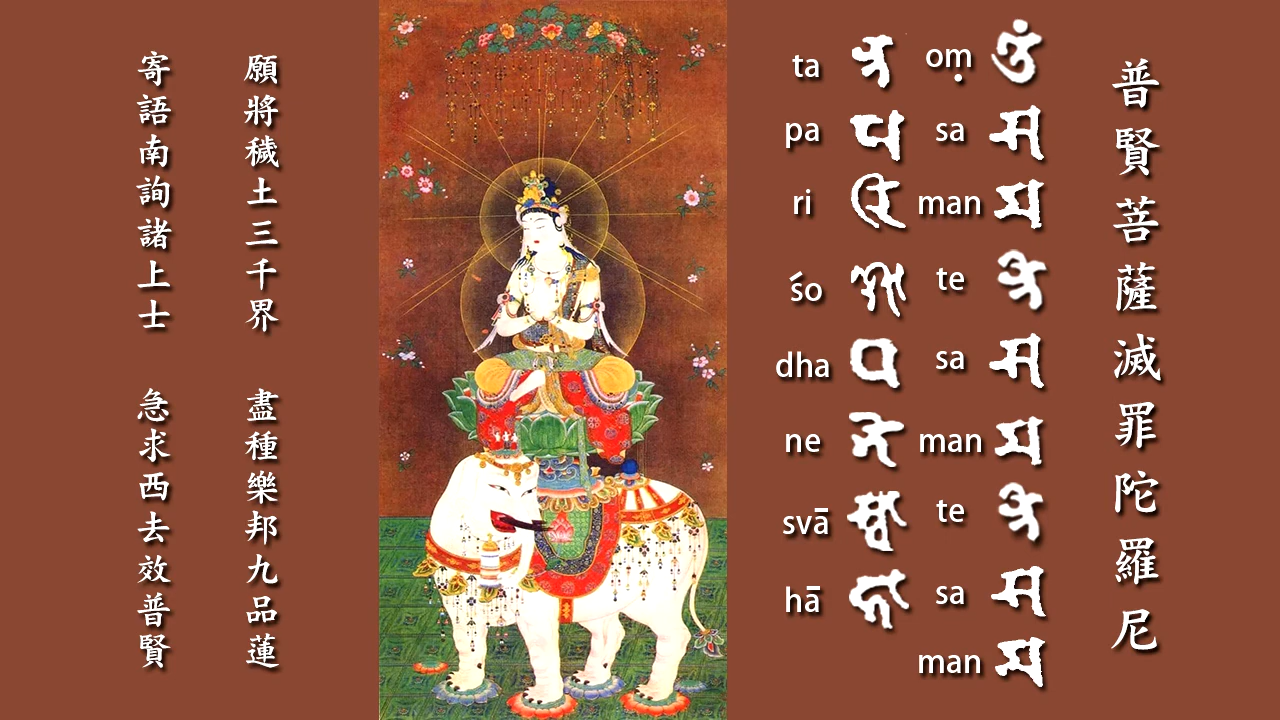 普賢菩薩滅罪陀羅尼
𑖌𑖼 𑖭 𑖦 𑖡𑖿𑖝𑖸 𑖭 𑖦 𑖡𑖿𑖝𑖸 𑖭 𑖦
oṃ sa man te sa man te sa man
𑖡𑖿𑖝 𑖢 𑖨𑖰 𑖫𑖺 𑖠 𑖡𑖸 𑖭𑖿𑖪𑖯 𑖮𑖯
ta pa ri śo dha ne svā hā
願將穢土三千界 盡種樂邦九品蓮
寄語南詢諸上士 急求西去效普賢